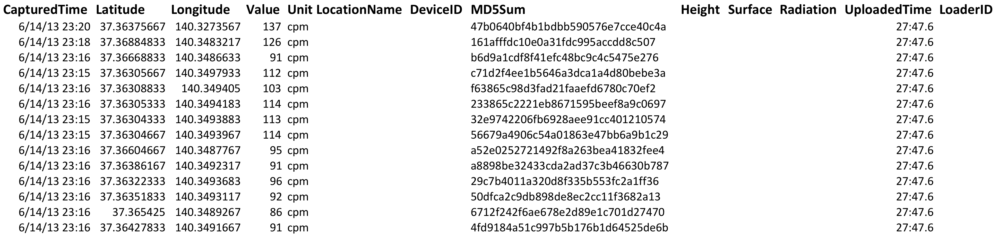 CapturedTime Latitude Longitude Value Unit LocationName DeviceID MD5Sum Height Surface Radiation UploadedTime LoaderID
6/14/13 23:20 37.36375667 140.3273567 137 cpm 47b0640bf4b1bdbb590576e7cce40c4a 27:47.6
6/14/13 23:18 37.36884833 140.3483217 126 cpm 161afffdc10e0a31fdc995accdd8c507 27:47.6
6/14/13 23:16 37.36668833 140.3486633 91 cpm b6d9a1cdf8f41efc48bc9c4c5475e276 27:47.6
6/14/13 23:15 37.36305667 140.3497933 112 cpm c71d2f4ee1b5646a3dca1a4d80bebe3a 27:47.6
6/14/13 23:16 37.36308833 140.349405 103 cpm f63865c98d3fad21faaefd6780c70ef2 27:47.6
6/14/13 23:16 37.36305333 140.3494183 114 cpm 233865c2221eb8671595beef8a9c0697 27:47.6
6/14/13 23:15 37.36304333 140.3493883 113 cpm 32e9742206fb6928aee91cc401210574 27:47.6
6/14/13 23:15 37.36304667 140.3493967 114 cpm 56679a4906c54a01863e47bb6a9b1c29 27:47.6
6/14/13 23:16 37.36604667 140.3487767 95 cpm a52e0252721492f8a263bea41832fee4 27:47.6
6/14/13 23:16 37.36386167 140.3492317 91 cpm a8898be32433cda2ad37c3b46630b787 27:47.6
6/14/13 23:16 37.36322333 140.3493683 96 cpm 29c7b4011a320d8f335b553fc2a1ff36 27:47.6
6/14/13 23:16 37.36351833 140.3493117 92 cpm 50dfca2c9db898de8ec2cc11f3682a13 27:47.6
6/14/13 23:16 37.365425 140.3489267 86 cpm 6712f242f6ae678e2d89e1c701d27470 27:47.6
6/14/13 23:16 37.36427833 140.3491667 91 cpm 4fd9184a51c997b5b176b1d64525de6b 27:47.6